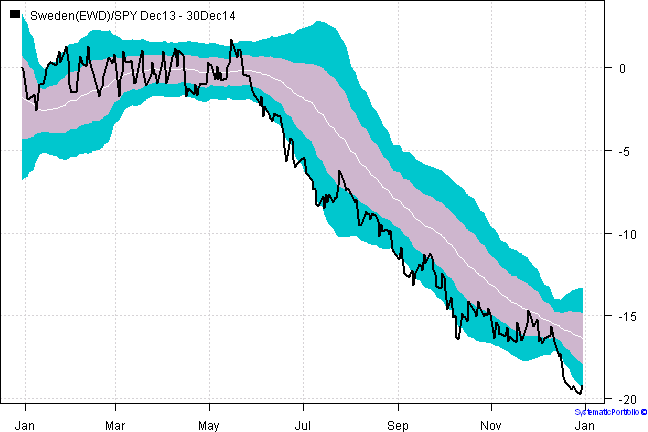 Sweden(EWD)/SPY Dec13 - 30Dec14
0
-5
-10
-15
-20
Jan Mar May Jul Sep Nov Jan
SystematicPortfolio ©